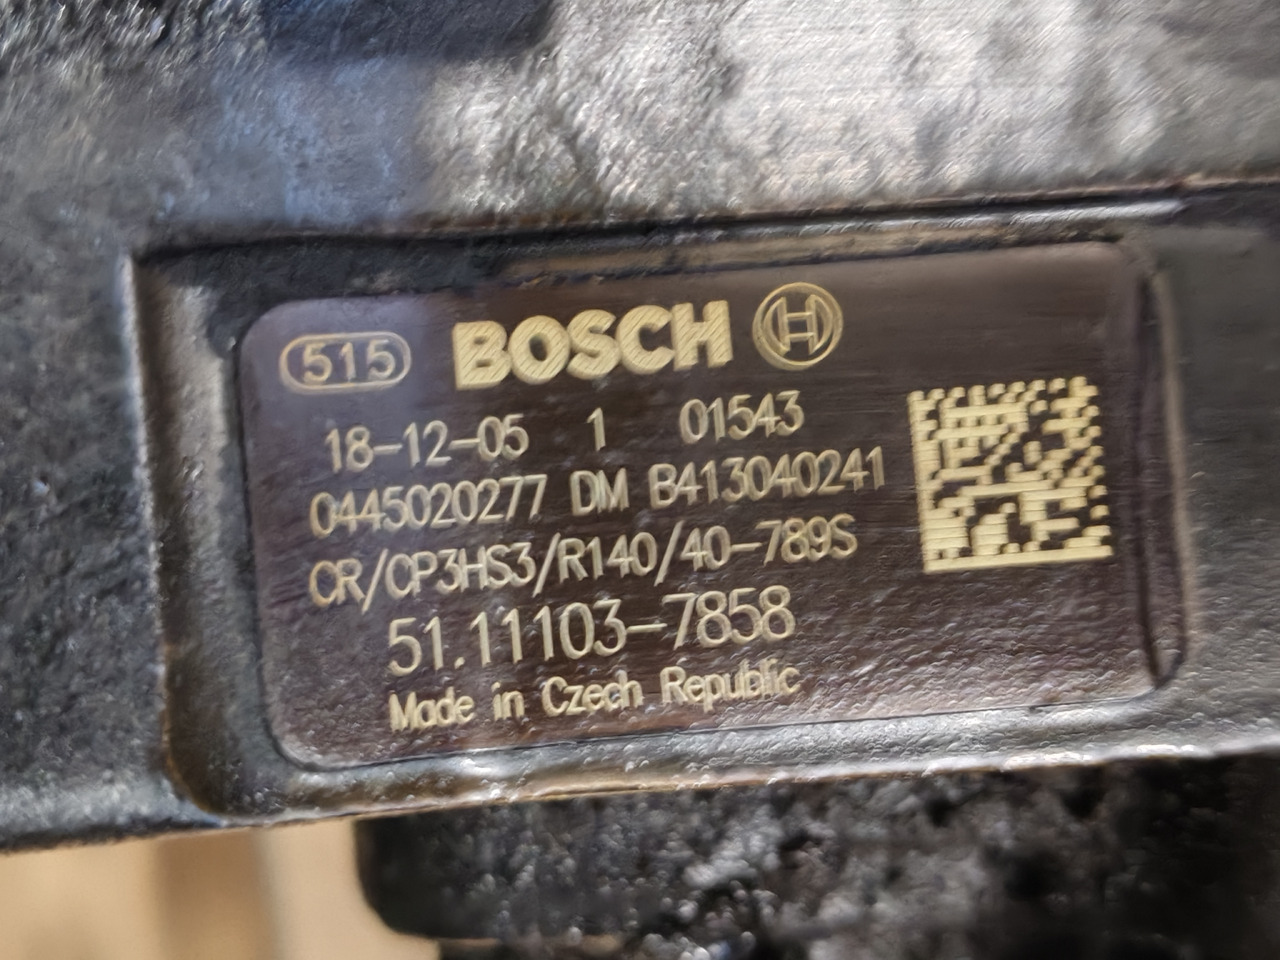 515 BOSCH
18-12-05 1 01543
0445020277 DM B413040241
CR/CP3HS3/R140/40-789S
51.11103-7858
Made in Czech Republic